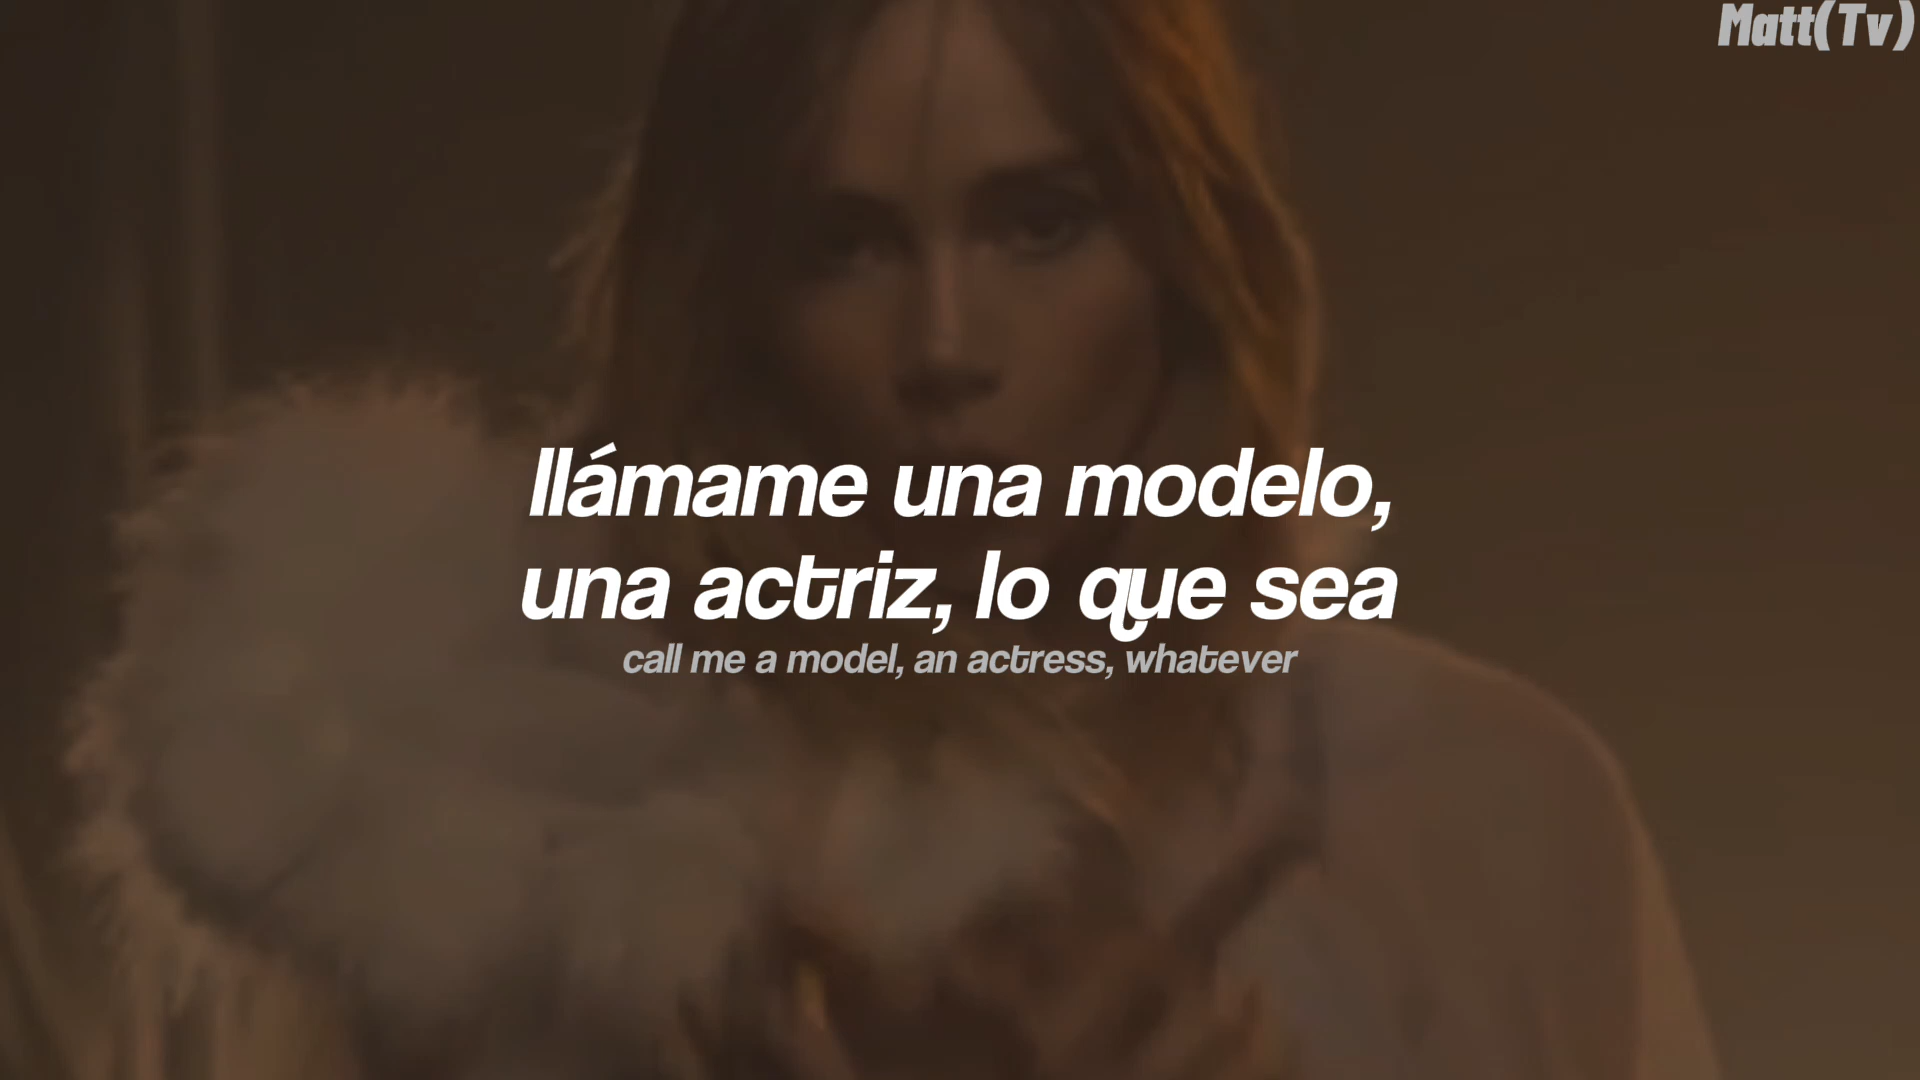 Matt(Tv)
llámame una modelo,
una actriz, lo que sea
call me a model, an actress, whatever